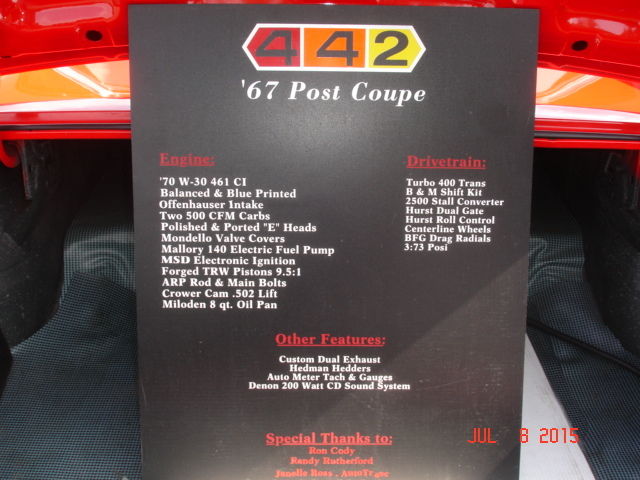 442
'67 Post Coupe
Engine:
'70 W-30 461 CI
Balanced & Blue Printed
Offenhauser Intake
Two 500 CFM Carbs
Polished & Ported "E" Heads
Mondello Valve Covers
Mallory 140 Electric Fuel Pump
MSD Electronic Ignition
Forged TRW Pistons 9.5:1
ARP Rod & Main Bolts
Crower Cam .502 Lift
Miloden 8 qt. Oil Pan
Drivetrain:
Turbo 400 Trans
B & M Shift Kit
2500 Stall Converter
Hurst Dual Gate
Hurst Roll Control
Centerline Wheels
BFG Drag Radials
3:73 Posi
Other Features:
Custom Dual Exhaust
Hedman Hedders
Auto Meter Tach & Gauges
Denon 200 Watt CD Sound System
Special Thanks to:
Ron Cody
Randy Rutherford
Janelle Ross . AutoTrane
JUL 8 2015